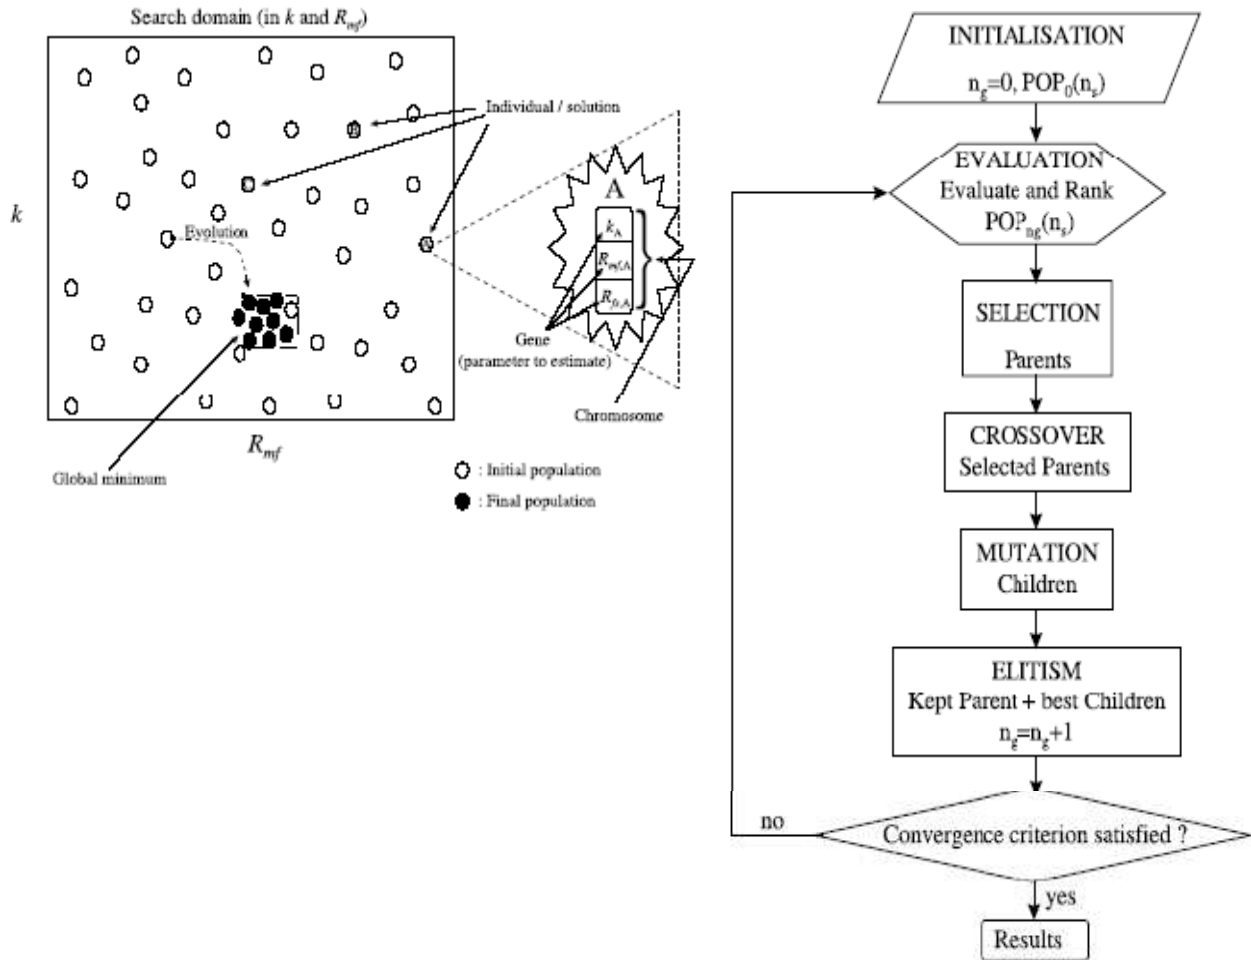 Search domain (in k and R_mf)
Individual / solution
A
k_A
R_mf,A
k
Evolution
Gene
(parameter to estimate)
Chromosome
R_mf
Global minimum
: Initial population
: Final population
INITIALISATION
n_g=0, POP_0(n_s)
EVALUATION
Evaluate and Rank
POP_ng(n_s)
SELECTION
Parents
CROSSOVER
Selected Parents
MUTATION
Children
ELITISM
Kept Parent + best Children
n_g=n_g+1
Convergence criterion satisfied ?
no
yes
Results